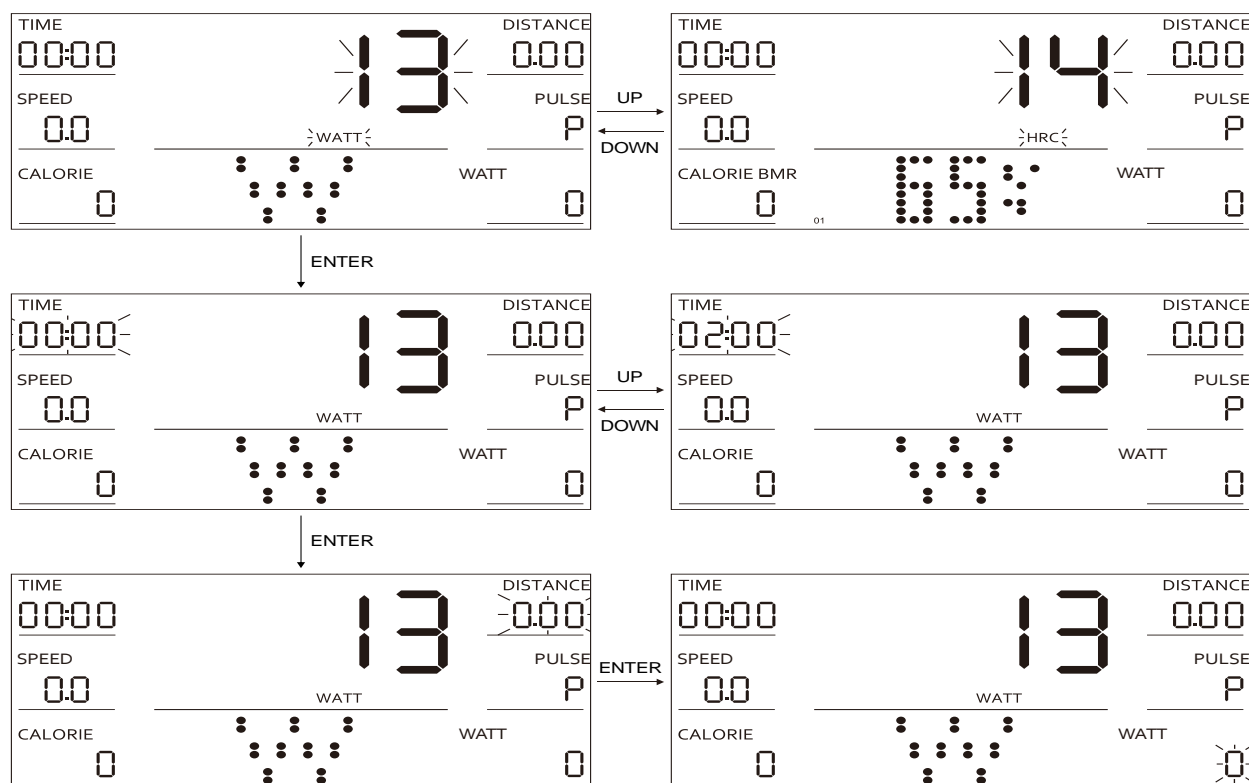 TIME DISTANCE
00:00 13 0.00
SPEED PULSE
0.0 P
WATT
CALORIE W WATT
0 0
UP
DOWN
TIME DISTANCE
00:00 14 0.00
SPEED PULSE
0.0 P
HRC
CALORIE BMR 65% WATT
0 01 0
ENTER
TIME DISTANCE
00:00 13 0.00
SPEED PULSE
0.0 P
WATT
CALORIE W WATT
0 0
UP
DOWN
TIME DISTANCE
02:00 13 0.00
SPEED PULSE
0.0 P
WATT
CALORIE W WATT
0 0
ENTER
TIME DISTANCE
00:00 13 0.00
SPEED PULSE
0.0 P
WATT
CALORIE W WATT
0 0
ENTER
TIME DISTANCE
00:00 13 0.00
SPEED PULSE
0.0 P
WATT
CALORIE W WATT
0 0